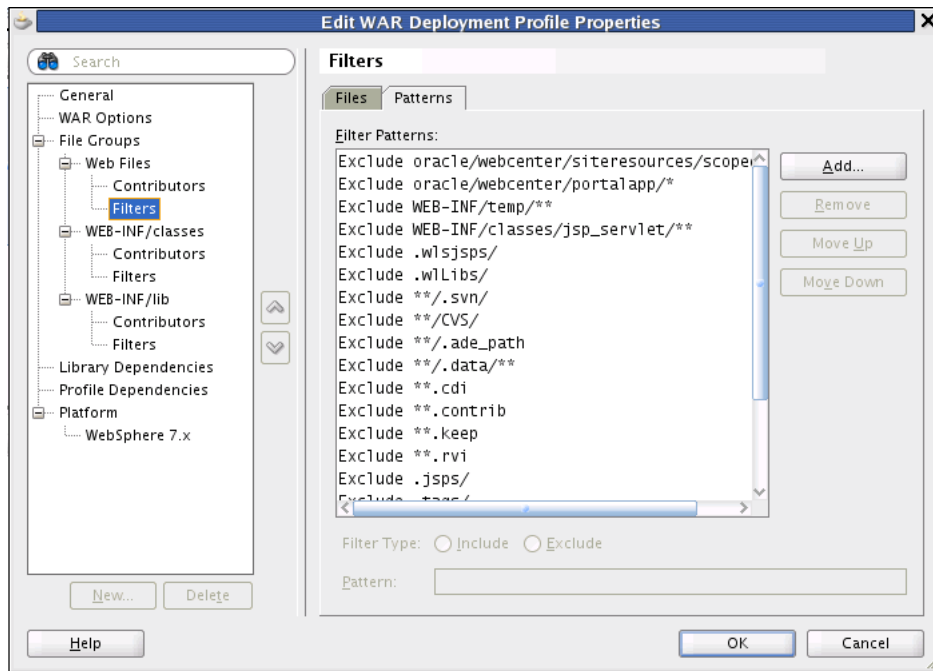 Edit WAR Deployment Profile Properties
Search
General
WAR Options
File Groups
Web Files
Contributors
Filters
WEB-INF/classes
Contributors
Filters
WEB-INF/lib
Contributors
Filters
Library Dependencies
Profile Dependencies
Platform
WebSphere 7.x
New...
Delete
Filters
Files
Patterns
Filter Patterns:
Exclude oracle/webcenter/siteresources/scope
Exclude oracle/webcenter/portalapp/*
Exclude WEB-INF/temp/**
Exclude WEB-INF/classes/jsp_servlet/**
Exclude .wlsjsps/
Exclude .wlLibs/
Exclude **/.svn/
Exclude **/CVS/
Exclude **/.ade_path
Exclude **/.data/**
Exclude **.cdi
Exclude **.contrib
Exclude **.keep
Exclude **.rvi
Exclude .jsps/
Exclude .tags/
Add...
Remove
Move Up
Move Down
Filter Type: Include Exclude
Pattern:
Help
OK
Cancel